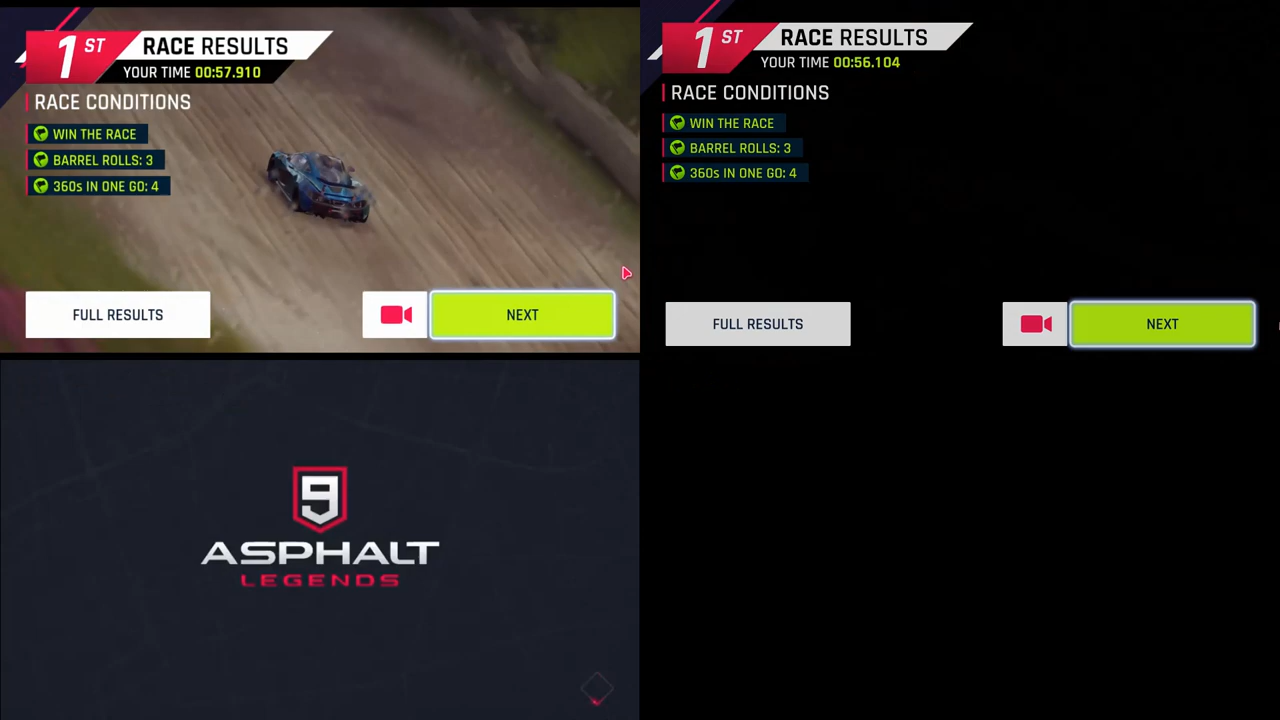 1ST
RACE RESULTS
YOUR TIME 00:57.910
RACE CONDITIONS
WIN THE RACE
BARREL ROLLS: 3
360s IN ONE GO: 4
FULL RESULTS
NEXT
1ST
RACE RESULTS
YOUR TIME 00:56.104
RACE CONDITIONS
WIN THE RACE
BARREL ROLLS: 3
360s IN ONE GO: 4
FULL RESULTS
NEXT
9
ASPHALT
LEGENDS